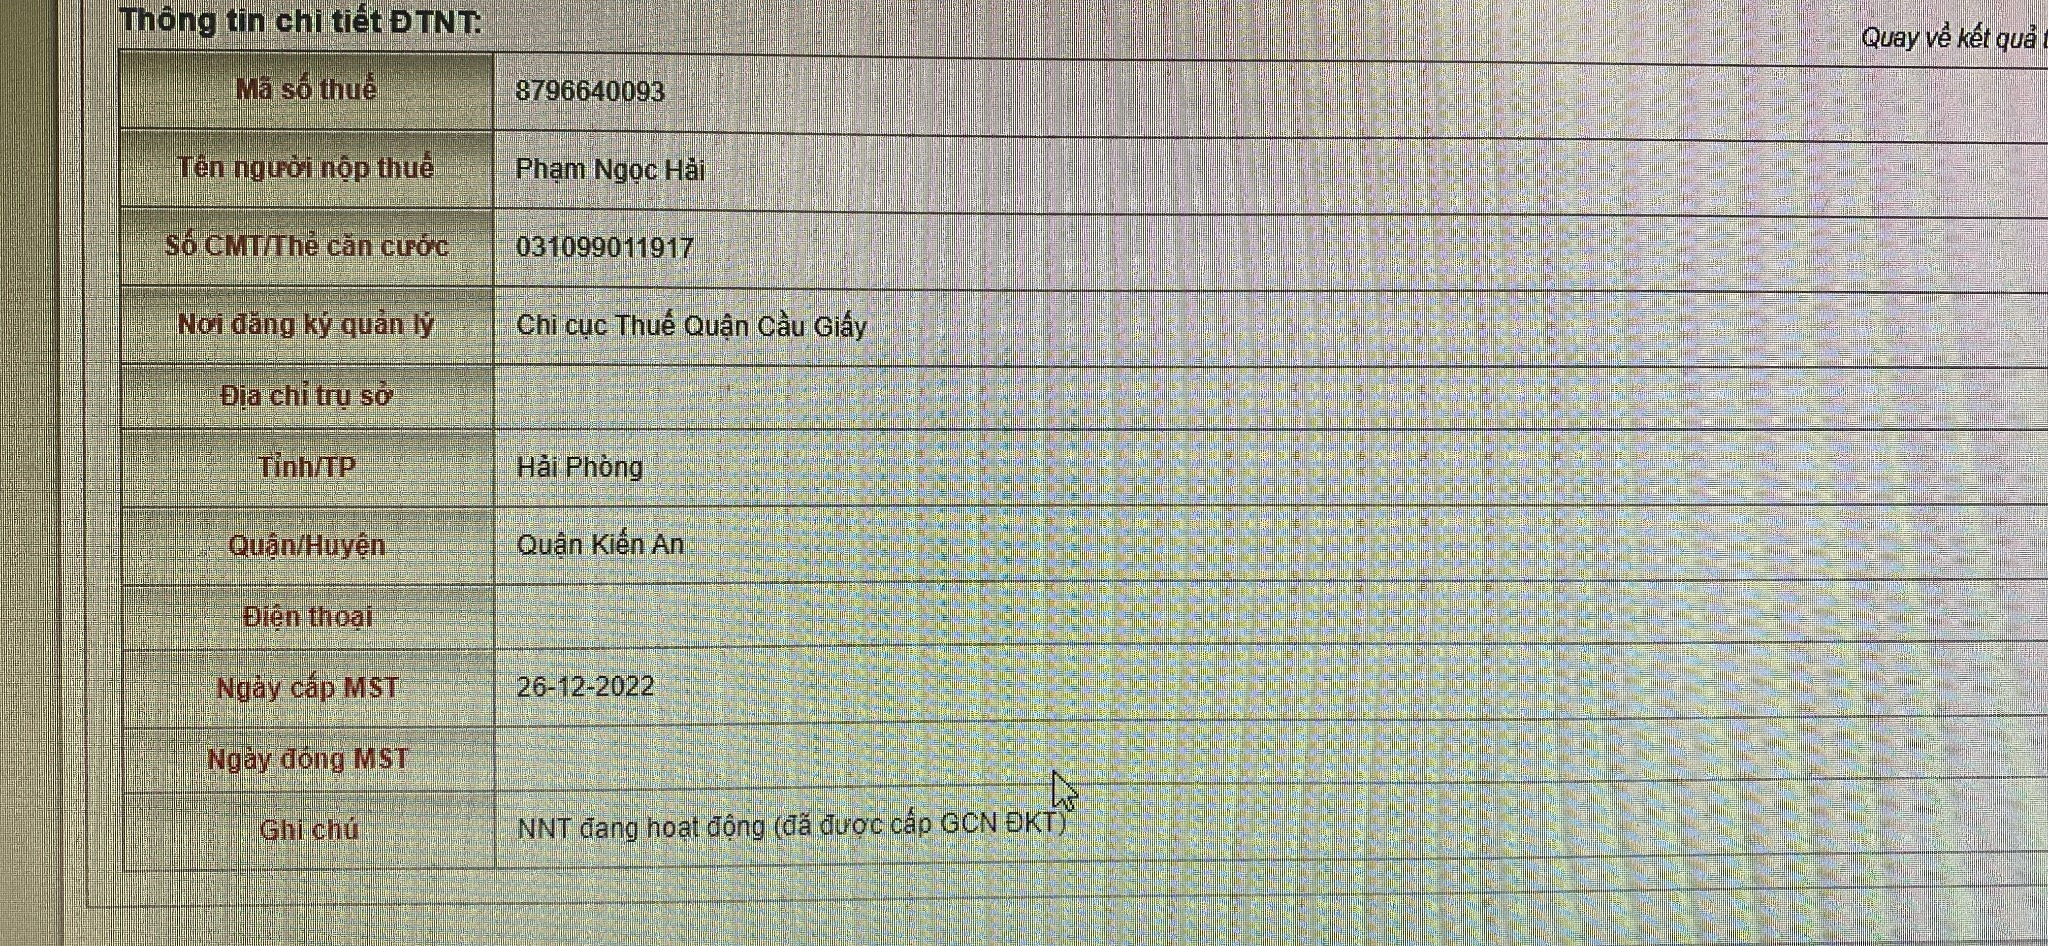 Thông tin chi tiết ĐTNT:
Quay về kết quả
Mã số thuế 8796640093
Tên người nộp thuế Phạm Ngọc Hải
Số CMT/Thẻ căn cước 031099011917
Nơi đăng ký quản lý Chi cục Thuế Quận Cầu Giấy
Địa chỉ trụ sở
Tỉnh/TP Hải Phòng
Quận/Huyện Quận Kiến An
Điện thoại
Ngày cấp MST 26-12-2022
Ngày đóng MST
Ghi chú NNT đang hoạt động (đã được cấp GCN ĐKT)